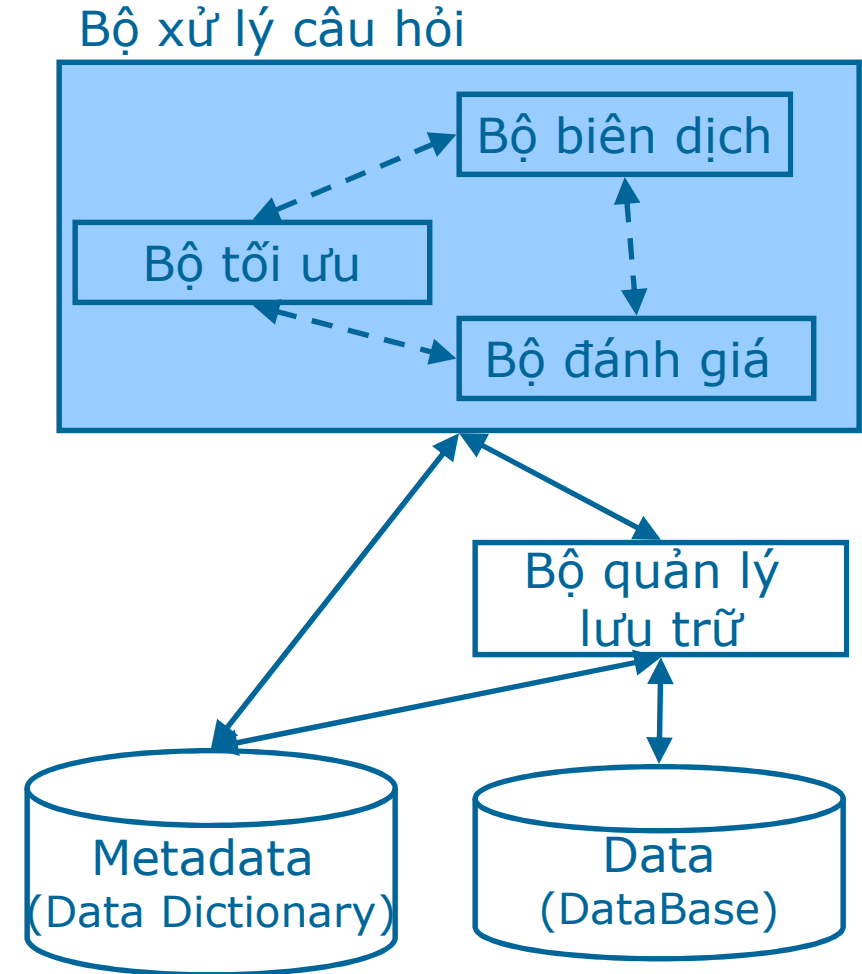 Bộ xử lý câu hỏi
Bộ biên dịch
Bộ tối ưu
Bộ đánh giá
Bộ quản lý
lưu trữ
Metadata
(Data Dictionary)
Data
(DataBase)